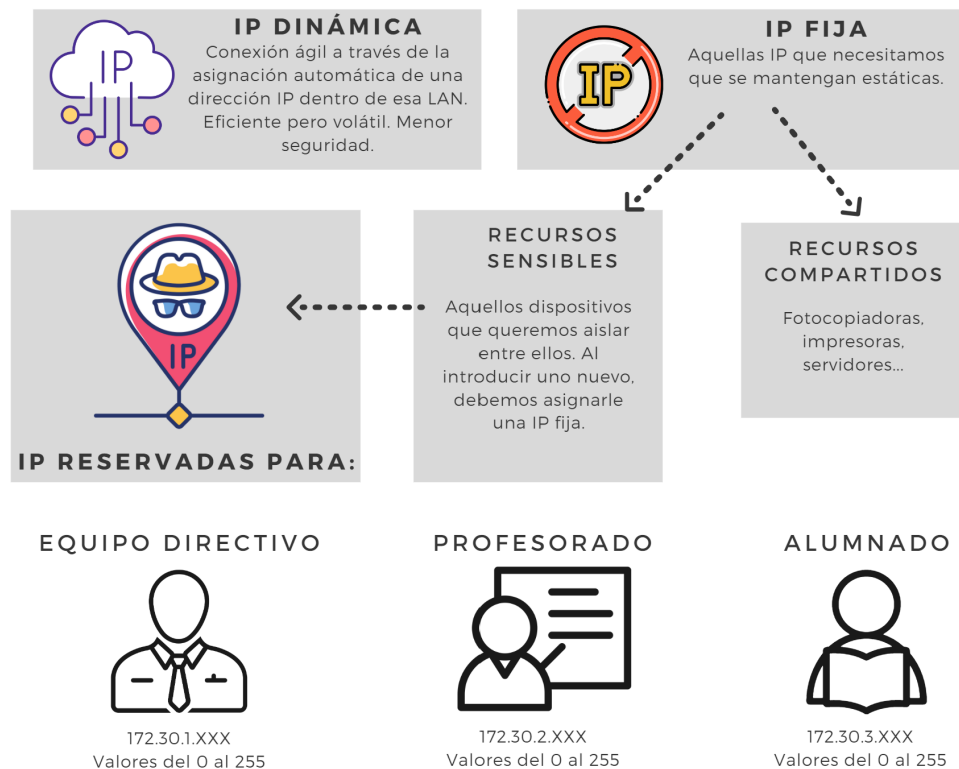 IP DINÁMICA
Conexión ágil a través de la
asignación automática de una
dirección IP dentro de esa LAN.
Eficiente pero volátil. Menor
seguridad.
IP
IP FIJA
Aquellas IP que necesitamos
que se mantengan estáticas.
IP
RECURSOS
SENSIBLES
Aquellos dispositivos
que queremos aislar
entre ellos. Al
introducir uno nuevo,
debemos asignarle
una IP fija.
RECURSOS
COMPARTIDOS
Fotocopiadoras,
impresoras,
servidores...
IP
IP RESERVADAS PARA:
EQUIPO DIRECTIVO
172.30.1.XXX
Valores del 0 al 255
PROFESORADO
172.30.2.XXX
Valores del 0 al 255
ALUMNADO
172.30.3.XXX
Valores del 0 al 255